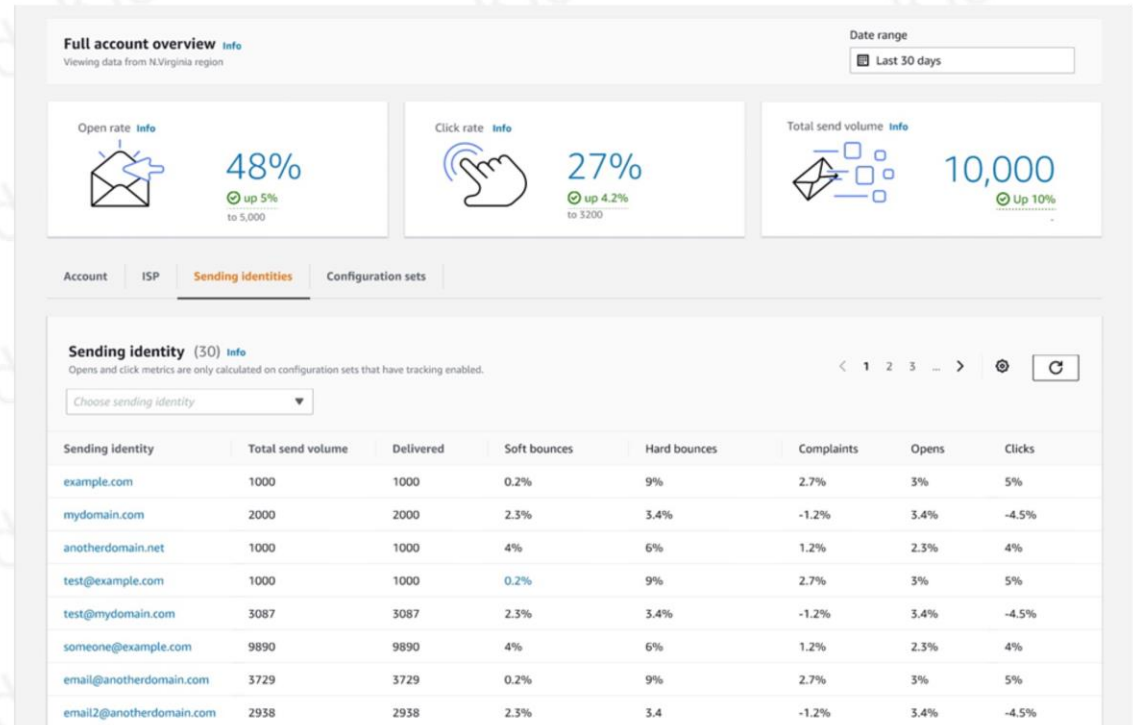 Full account overview Info
Viewing data from N.Virginia region
Date range
Last 30 days
Open rate Info
48%
up 5%
to 5,000
Click rate Info
27%
up 4.2%
to 3200
Total send volume Info
10,000
Up 10%
Account ISP Sending identities Configuration sets
Sending identity (30) Info
Opens and click metrics are only calculated on configuration sets that have tracking enabled.
1 2 3 ...
Choose sending identity
Sending identity Total send volume Delivered Soft bounces Hard bounces Complaints Opens Clicks
example.com 1000 1000 0.2% 9% 2.7% 3% 5%
mydomain.com 2000 2000 2.3% 3.4% -1.2% 3.4% -4.5%
anotherdomain.net 1000 1000 4% 6% 1.2% 2.3% 4%
test@example.com 1000 1000 0.2% 9% 2.7% 3% 5%
test@mydomain.com 3087 3087 2.3% 3.4% -1.2% 3.4% -4.5%
someone@example.com 9890 9890 4% 6% 1.2% 2.3% 4%
email@anotherdomain.com 3729 3729 0.2% 9% 2.7% 3% 5%
email2@anotherdomain.com 2938 2938 2.3% 3.4 -1.2% 3.4% -4.5%